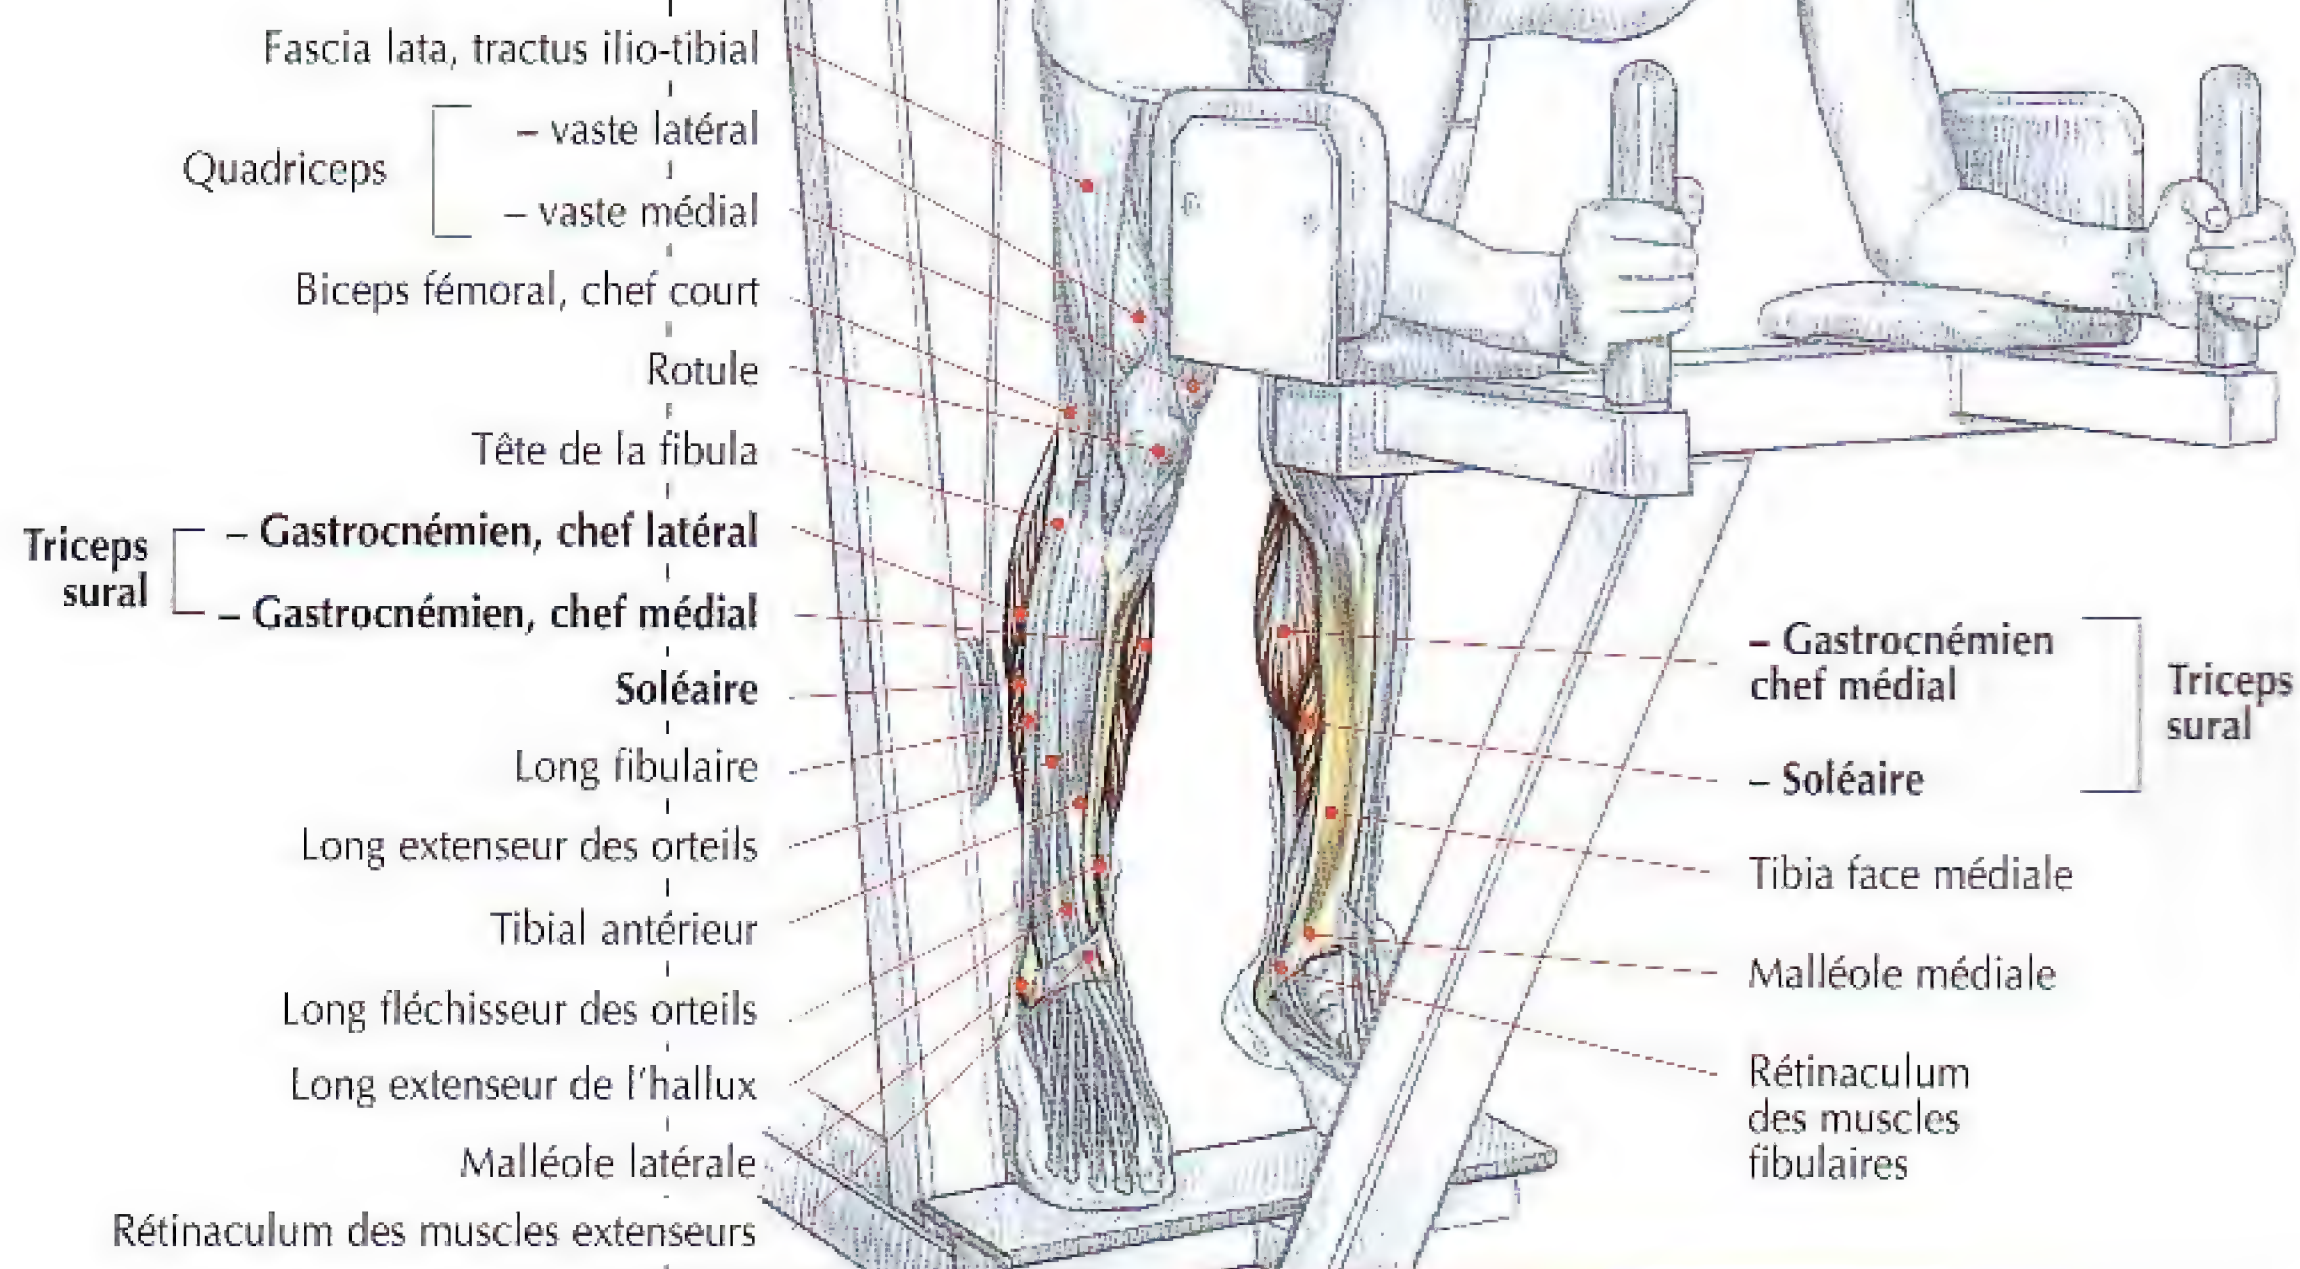 Fascia lata, tractus ilio-tibial
Quadriceps
– vaste latéral
– vaste médial
Biceps fémoral, chef court
Rotule
Tête de la fibula
Triceps
sural
– Gastrocnémien, chef latéral
– Gastrocnémien, chef médial
Soléaire
Long fibulaire
Long extenseur des orteils
Tibial antérieur
Long fléchisseur des orteils
Long extenseur de l'hallux
Malléole latérale
Rétinaculum des muscles extenseurs
– Gastrocnémien
chef médial
– Soléaire
Triceps
sural
Tibia face médiale
Malléole médiale
Rétinaculum
des muscles
fibulaires